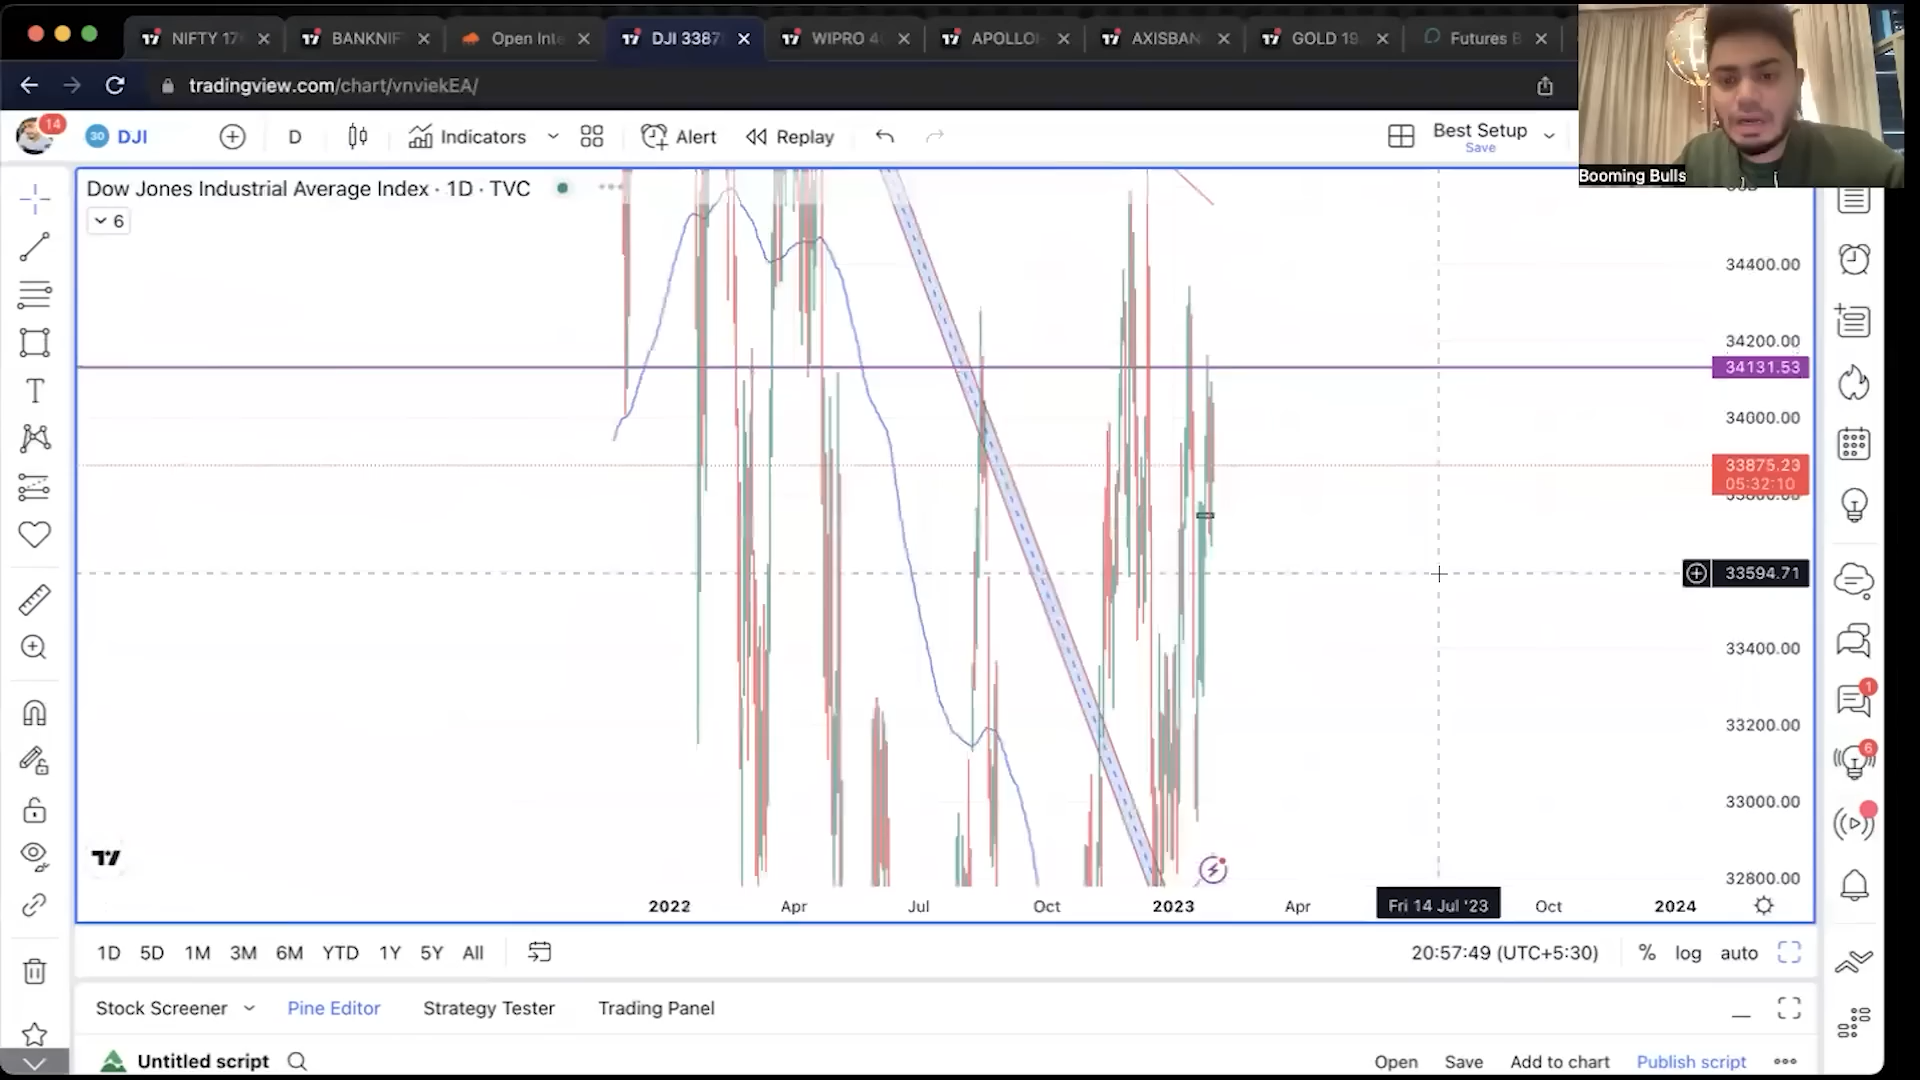 NIFTY 17
BANKNIF
Open Inte
DJI 3387
WIPRO 4
APOLLO
AXISBAN
GOLD 19
Futures B
tradingview.com/chart/vnviekEA/
14
30
DJI
D
Indicators
Alert
Replay
Best Setup
Save
Booming Bulls
Dow Jones Industrial Average Index · 1D · TVC
6
34400.00
34200.00
34131.53
34000.00
33875.23
05:32:10
33594.71
33400.00
33200.00
33000.00
32800.00
1
6
2022 Apr Jul Oct 2023 Apr Fri 14 Jul '23 Oct 2024
1D 5D 1M 3M 6M YTD 1Y 5Y All
20:57:49 (UTC+5:30) % log auto
Stock Screener Pine Editor Strategy Tester Trading Panel
Untitled script Open Save Add to chart Publish script